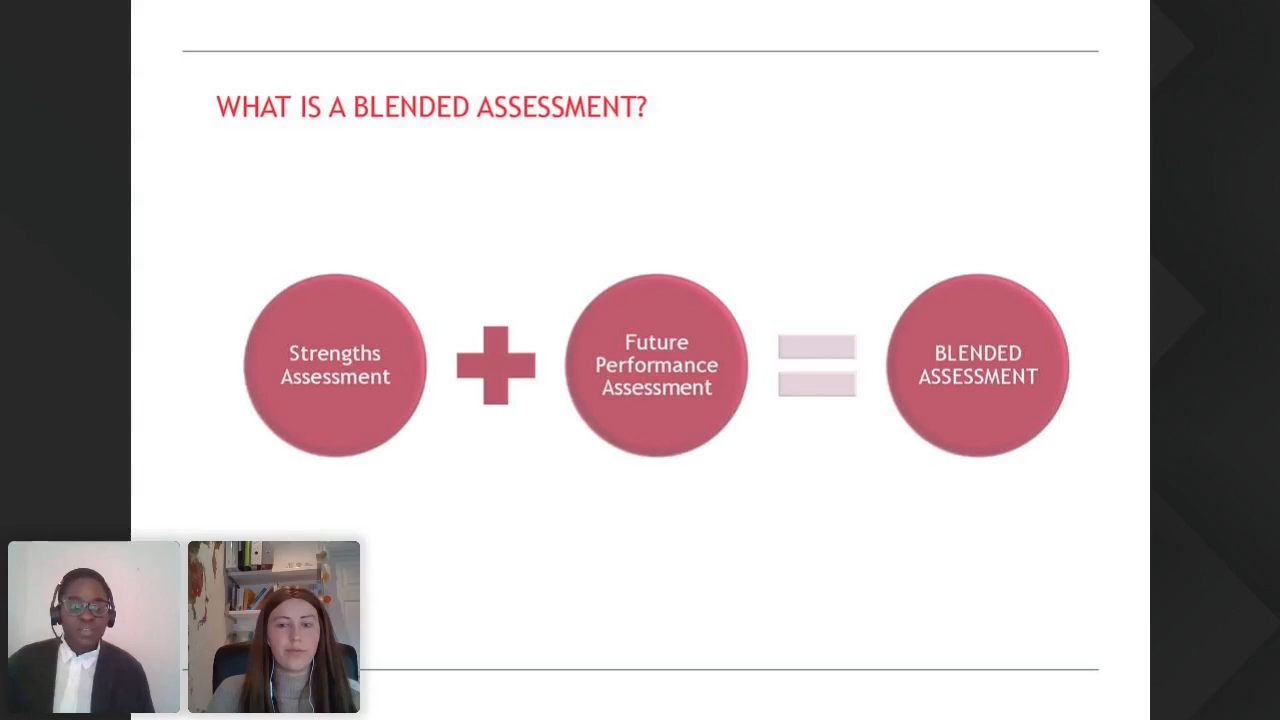 WHAT IS A BLENDED ASSESSMENT?
Strengths
Assessment
Future
Performance
Assessment
BLENDED
ASSESSMENT